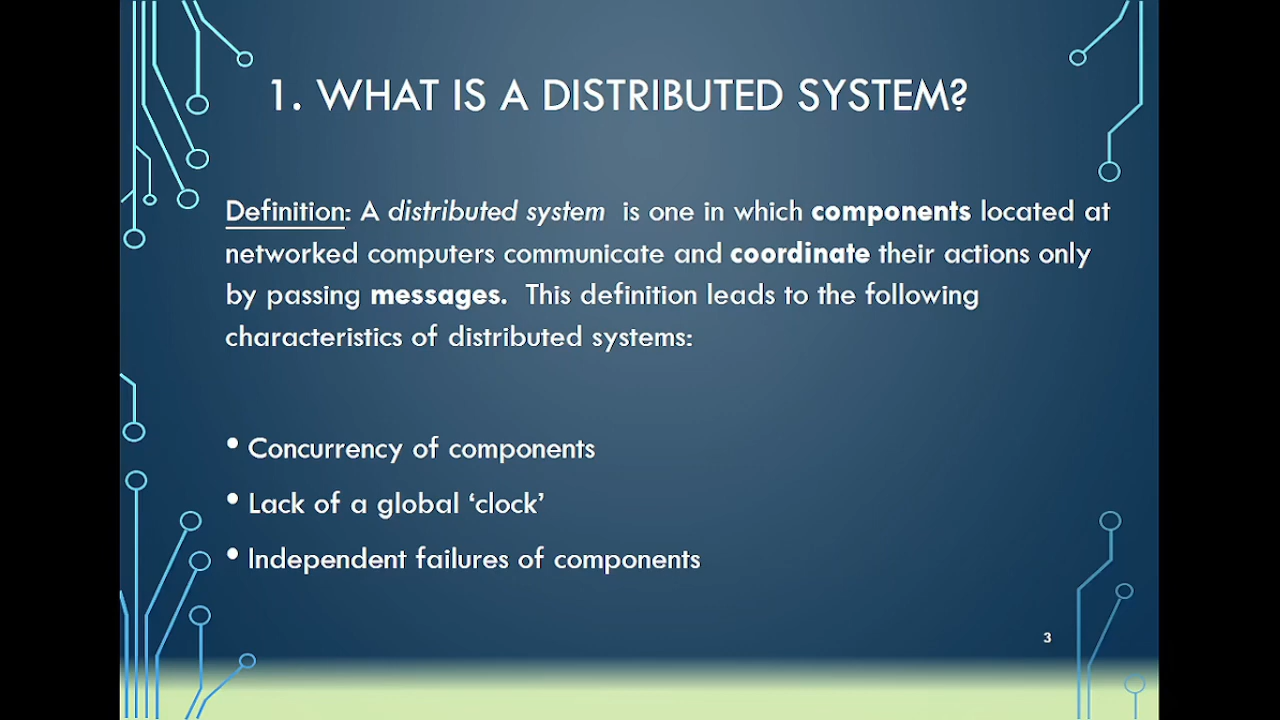 1. WHAT IS A DISTRIBUTED SYSTEM?
Definition: A distributed system is one in which components located at
networked computers communicate and coordinate their actions only
by passing messages. This definition leads to the following
characteristics of distributed systems:
• Concurrency of components
• Lack of a global ‘clock’
• Independent failures of components
3